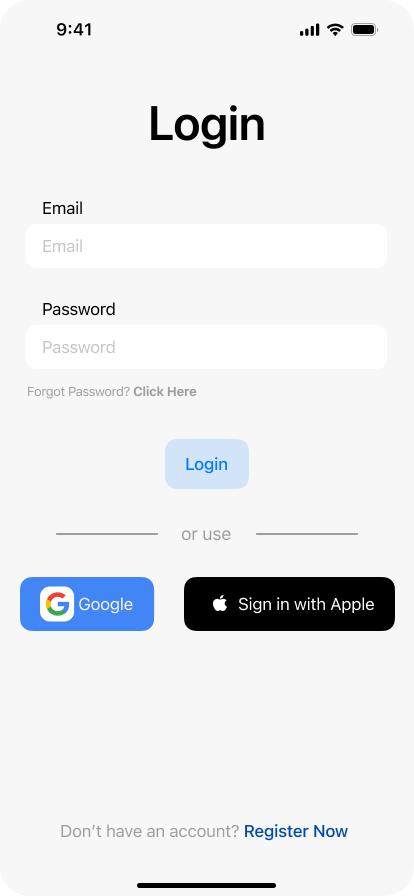 9:41
Login
Email
Email
Password
Password
Forgot Password? Click Here
Login
or use
Google
Sign in with Apple
Don’t have an account? Register Now